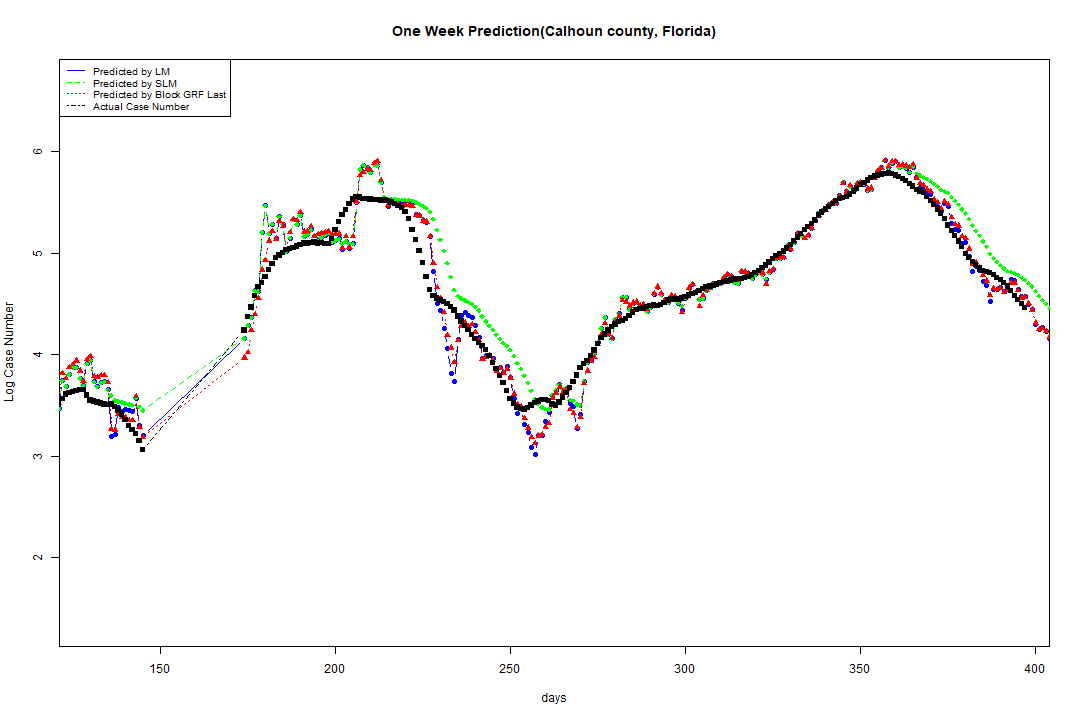 One Week Prediction(Calhoun county, Florida)
Predicted by LM
Predicted by SLM
Predicted by Block GRF Last
Actual Case Number
Log Case Number
6
5
4
3
2
150 200 250 300 350 400
days